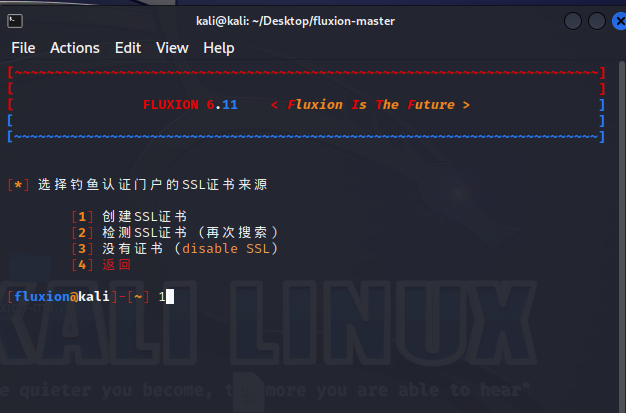 kali@kali: ~/Desktop/fluxion-master
File Actions Edit View Help
[~~~~~~~~~~~~~~~~~~~~~~~~~~~~~~~~~~~~~~~~~~~~~~~~~~~~~~~~~~~~~~~~~~~~~~~~]
[ ]
[ FLUXION 6.11 < Fluxion Is The Future > ]
[ ]
[~~~~~~~~~~~~~~~~~~~~~~~~~~~~~~~~~~~~~~~~~~~~~~~~~~~~~~~~~~~~~~~~~~~~~~~~]
[*] 选择钓鱼认证门户的SSL证书来源
[1] 创建SSL证书
[2] 检测SSL证书 (再次搜索)
[3] 没有证书 (disable SSL)
[4] 返回
[fluxion@kali]-[~] 1
KALI LINUX
e quieter you become, the more you are able to hear"